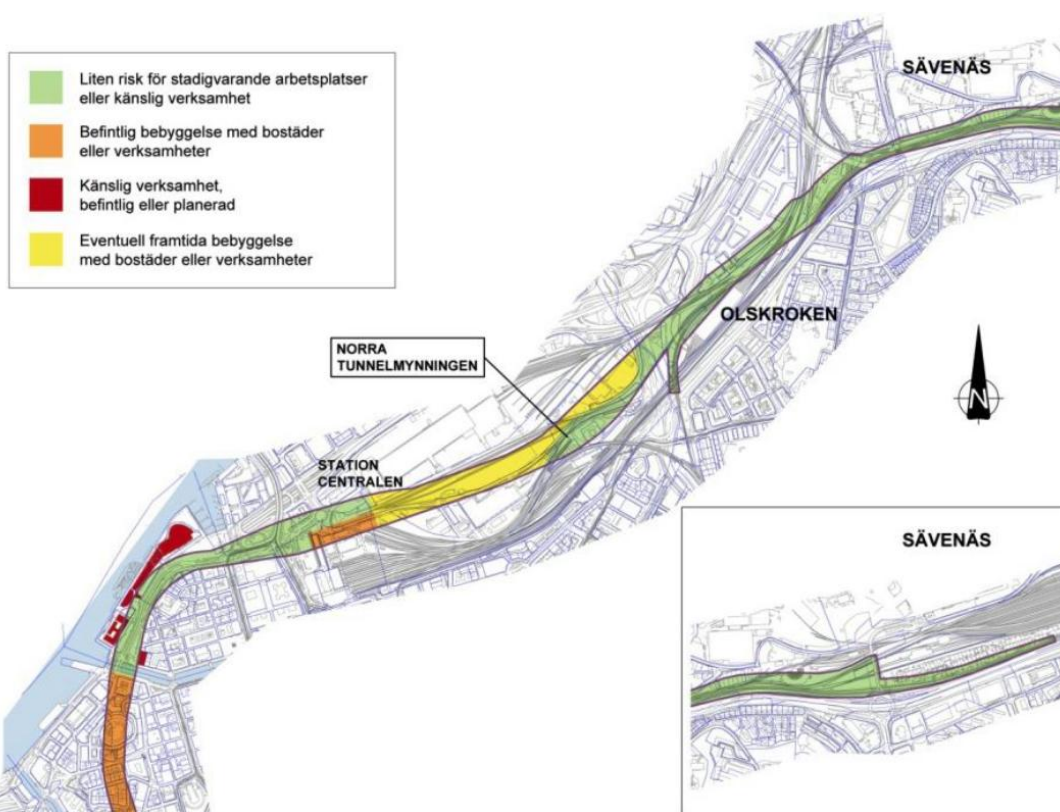 Liten risk för stadigvarande arbetsplatser
eller känslig verksamhet
Befintlig bebyggelse med bostäder
eller verksamheter
Känslig verksamhet,
befintlig eller planerad
Eventuell framtida bebyggelse
med bostäder eller verksamheter
SÄVENÄS
OLSKROKEN
NORRA
TUNNELMYNNINGEN
N
STATION
CENTRALEN
SÄVENÄS